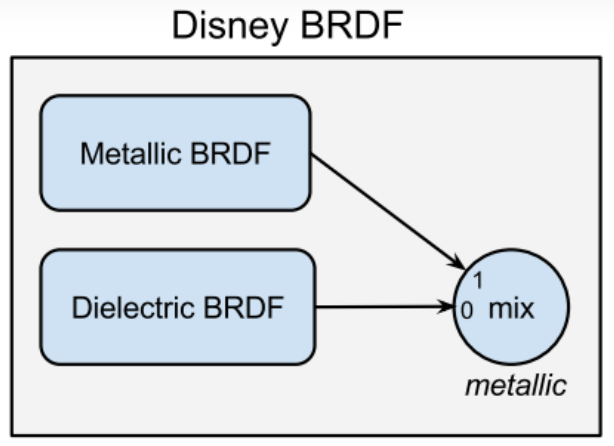 Disney BRDF
Metallic BRDF
1
Dielectric BRDF
0 mix
metallic